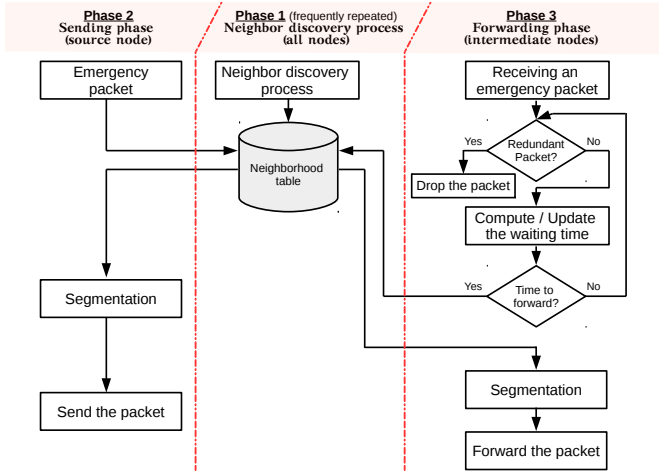 Phase 2
Sending phase
(source node)
Phase 1 (frequently repeated)
Neighbor discovery process
(all nodes)
Phase 3
Forwarding phase
(intermediate nodes)
Emergency
packet
Neighbor discovery
process
Receiving an
emergency packet
Neighborhood
table
Yes
Redundant
Packet?
No
Drop the packet
Compute / Update
the waiting time
Yes
Time to
forward?
No
Segmentation
Send the packet
Segmentation
Forward the packet